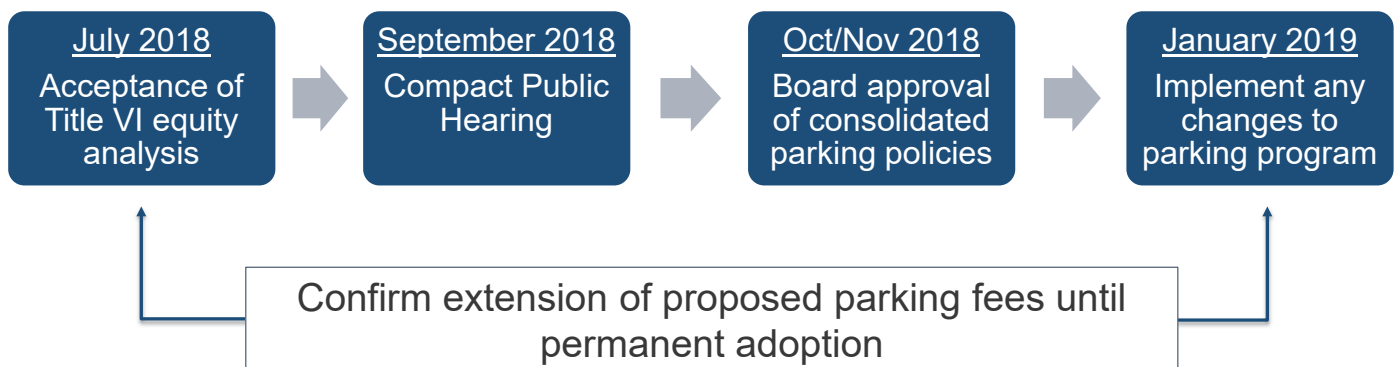 July 2018
Acceptance of
Title VI equity
analysis
September 2018
Compact Public
Hearing
Oct/Nov 2018
Board approval
of consolidated
parking policies
January 2019
Implement any
changes to
parking program
Confirm extension of proposed parking fees until
permanent adoption